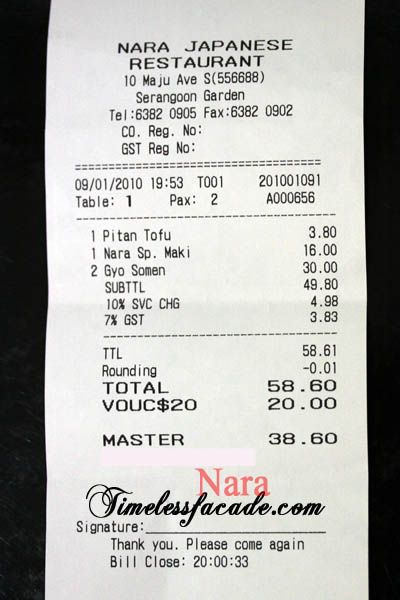 NARA JAPANESE
RESTAURANT
10 Maju Ave S(556688)
Serangoon Garden
Tel:6382 0905 Fax:6382 0902
CO. Reg. No:
GST Reg No:
=====================================
09/01/2010 19:53 T001 201001091
Table: 1 Pax: 2 A000656
-------------------------------------
1 Pitan Tofu 3.80
1 Nara Sp. Maki 16.00
2 Gyo Somen 30.00
SUBTTL 49.80
10% SVC CHG 4.98
7% GST 3.83
-------------------------------------
TTL 58.61
Rounding -0.01
TOTAL 58.60
VOUC$20 20.00
MASTER 38.60
Nara
Timelessfacade.com
Signature:____________________
Thank you. Please come again
Bill Close: 20:00:33